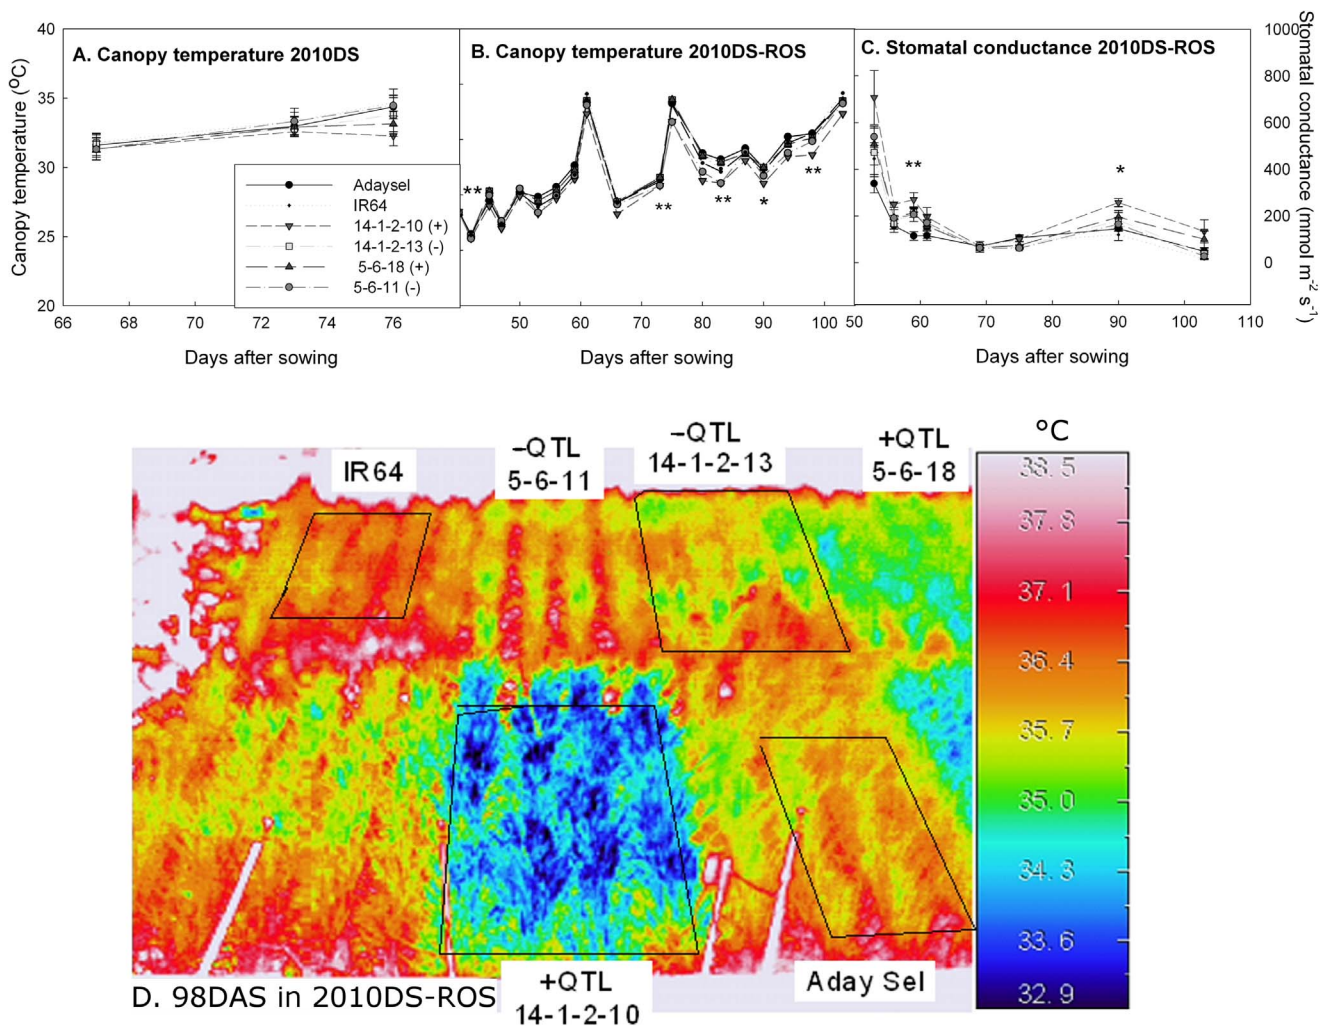 A. Canopy temperature 2010DS
B. Canopy temperature 2010DS-ROS
C. Stomatal conductance 2010DS-ROS
Canopy temperature (°C)
40
35
30
25
20
Adaysel
IR64
14-1-2-10 (+)
14-1-2-13 (-)
5-6-18 (+)
5-6-11 (-)
66 68 70 72 74 76
Days after sowing
**
**
**
*
**
50 60 70 80 90 100
Days after sowing
**
*
50 60 70 80 90 100 110
Days after sowing
1000
800
600
400
200
0
Stomatal conductance (mmol m-2 s-1)
IR64
–QTL
5-6-11
–QTL
14-1-2-13
+QTL
5-6-18
°C
38.5
37.8
37.1
36.4
35.7
35.0
34.3
33.6
32.9
D. 98DAS in 2010DS-ROS
+QTL
14-1-2-10
Aday Sel